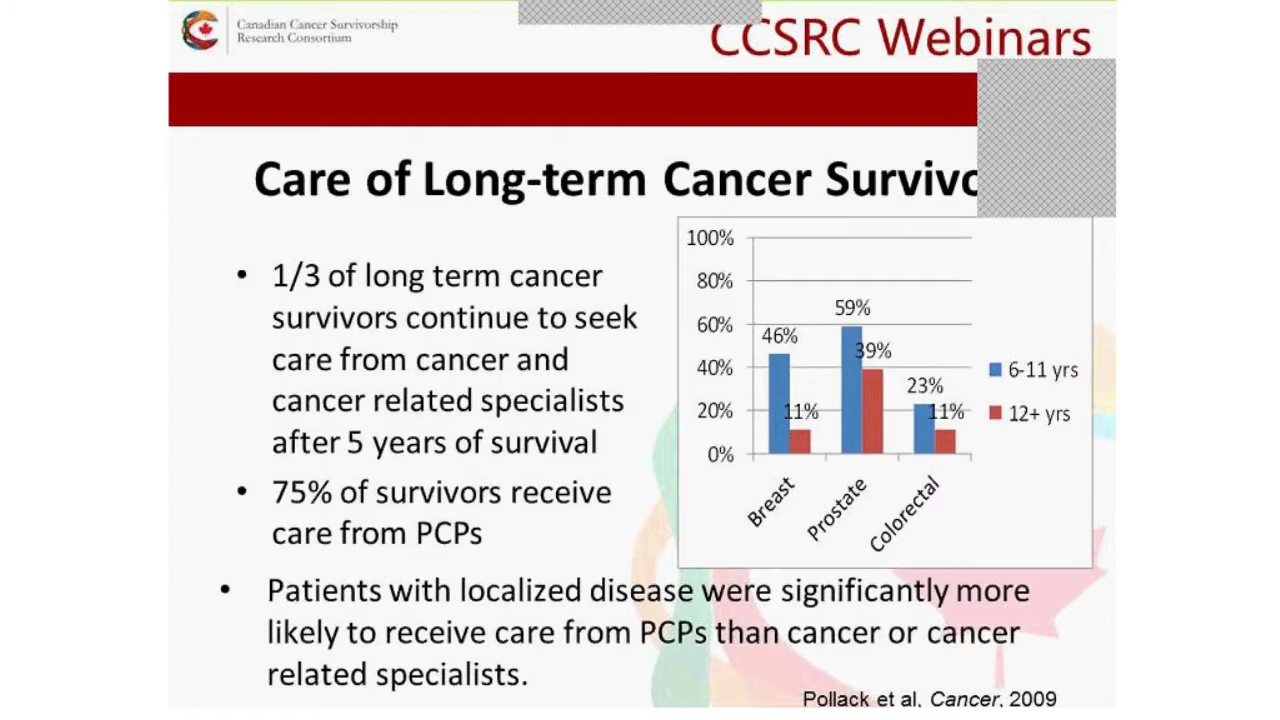 Canadian Cancer Survivorship
Research Consortium
CCSRC Webinars
Care of Long-term Cancer
• 1/3 of long term cancer
survivors continue to seek
care from cancer and
cancer related specialists
after 5 years of survival
• 75% of survivors receive
care from PCPs
100%
80%
60%
40%
20%
0%
46%
11%
59%
39%
23%
11%
Breast
Prostate
Colorectal
6-11 yrs
12+ yrs
• Patients with localized disease were significantly more
likely to receive care from PCPs than cancer or cancer
related specialists.
Pollack et al, Cancer, 2009